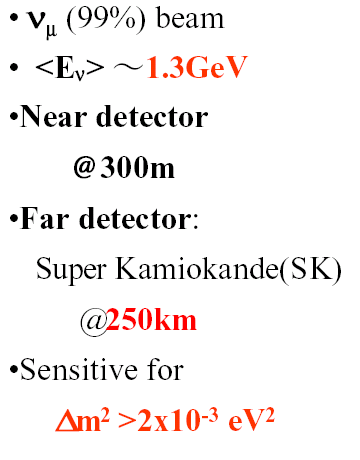 • νμ (99%) beam
• <Eν> ～1.3GeV
•Near detector
@300m
•Far detector:
Super Kamiokande(SK)
@250km
•Sensitive for
Δm² >2x10⁻³ eV²